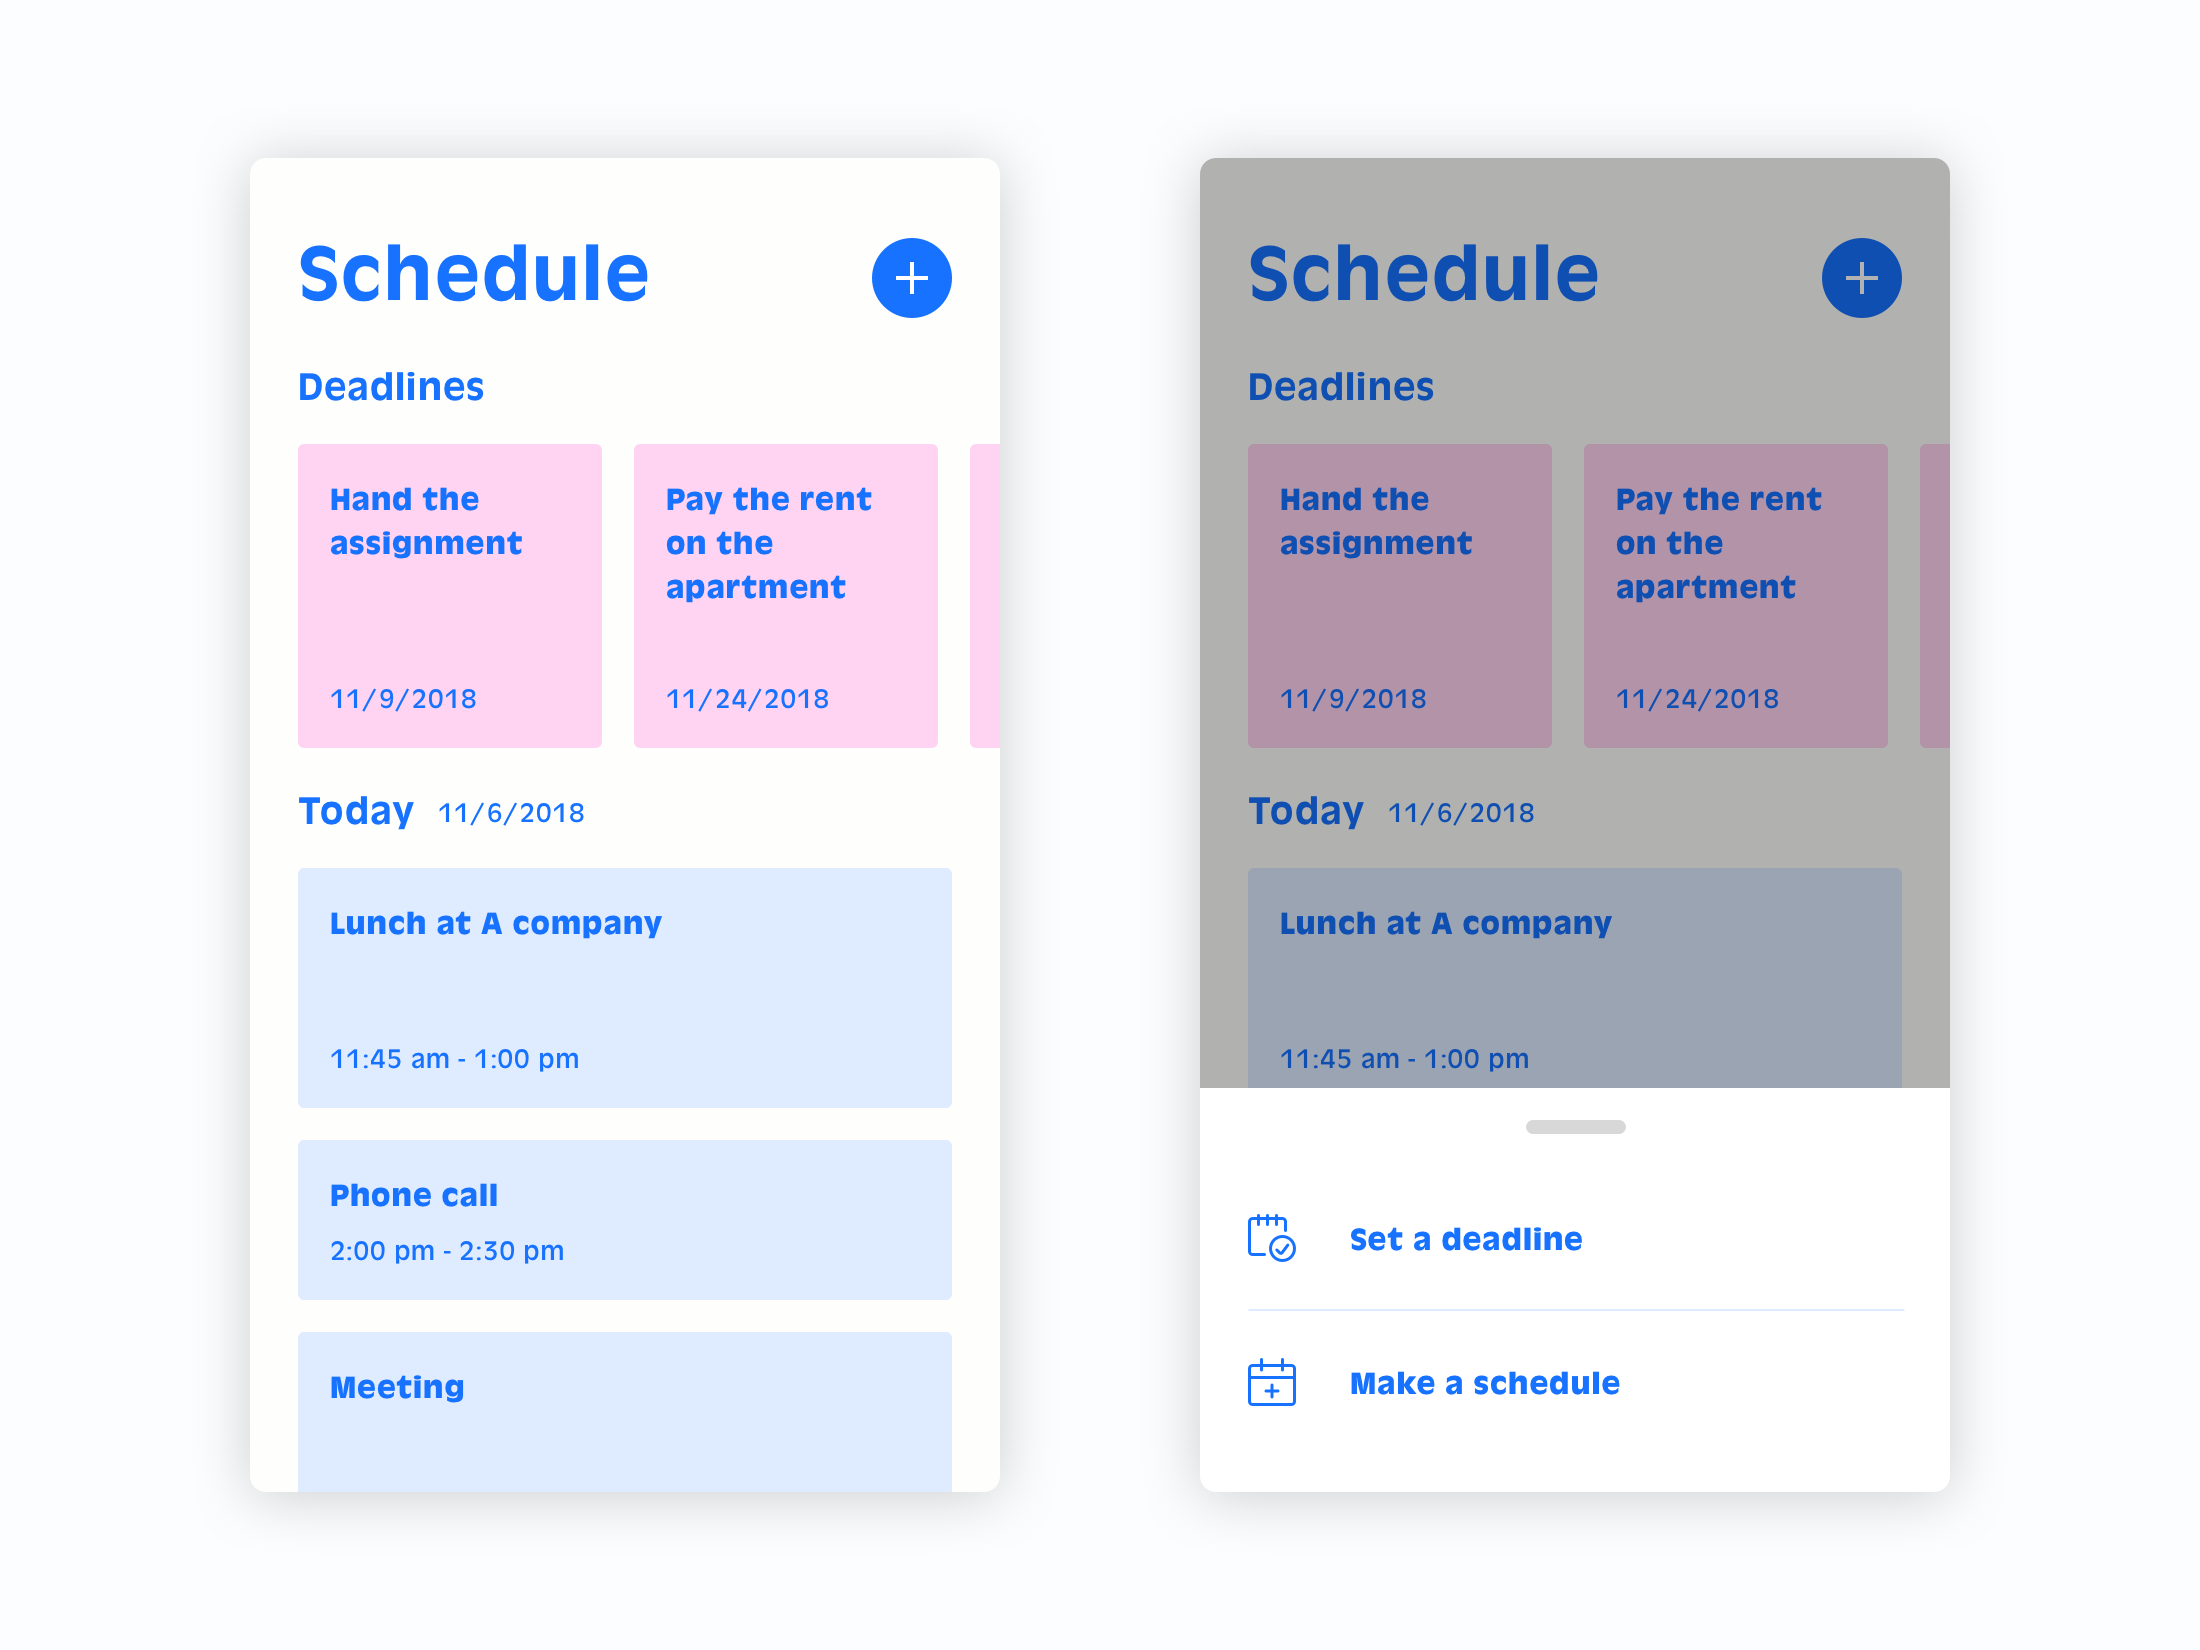 Schedule
Deadlines
Hand the
assignment
11/9/2018
Pay the rent
on the
apartment
11/24/2018
Today 11/6/2018
Lunch at A company
11:45 am - 1:00 pm
Phone call
2:00 pm - 2:30 pm
Meeting
Schedule
Deadlines
Hand the
assignment
11/9/2018
Pay the rent
on the
apartment
11/24/2018
Today 11/6/2018
Lunch at A company
11:45 am - 1:00 pm
Set a deadline
Make a schedule